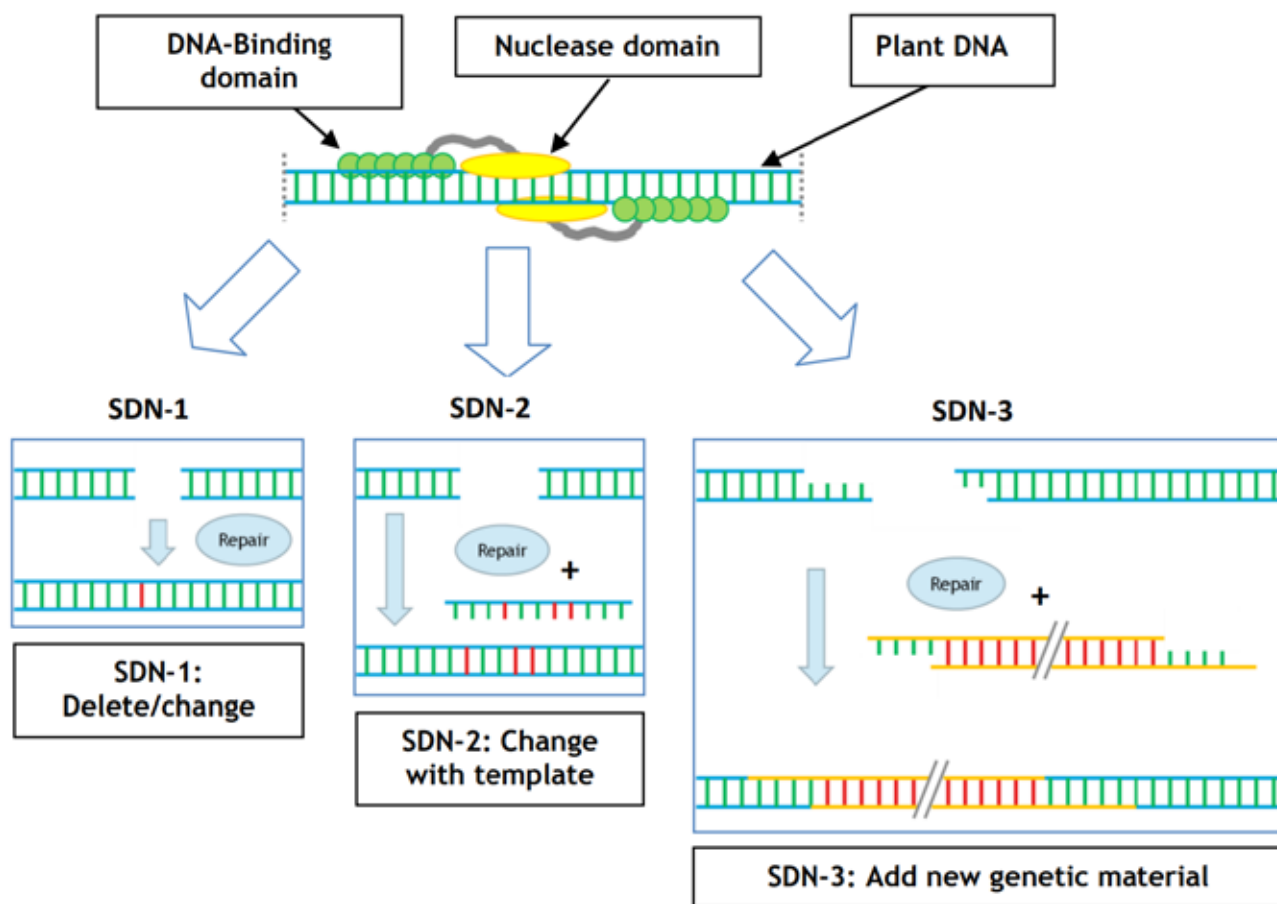 DNA-Binding
domain
Nuclease domain
Plant DNA
SDN-1
SDN-2
SDN-3
Repair
Repair
+
Repair
+
SDN-1:
Delete/change
SDN-2: Change
with template
SDN-3: Add new genetic material